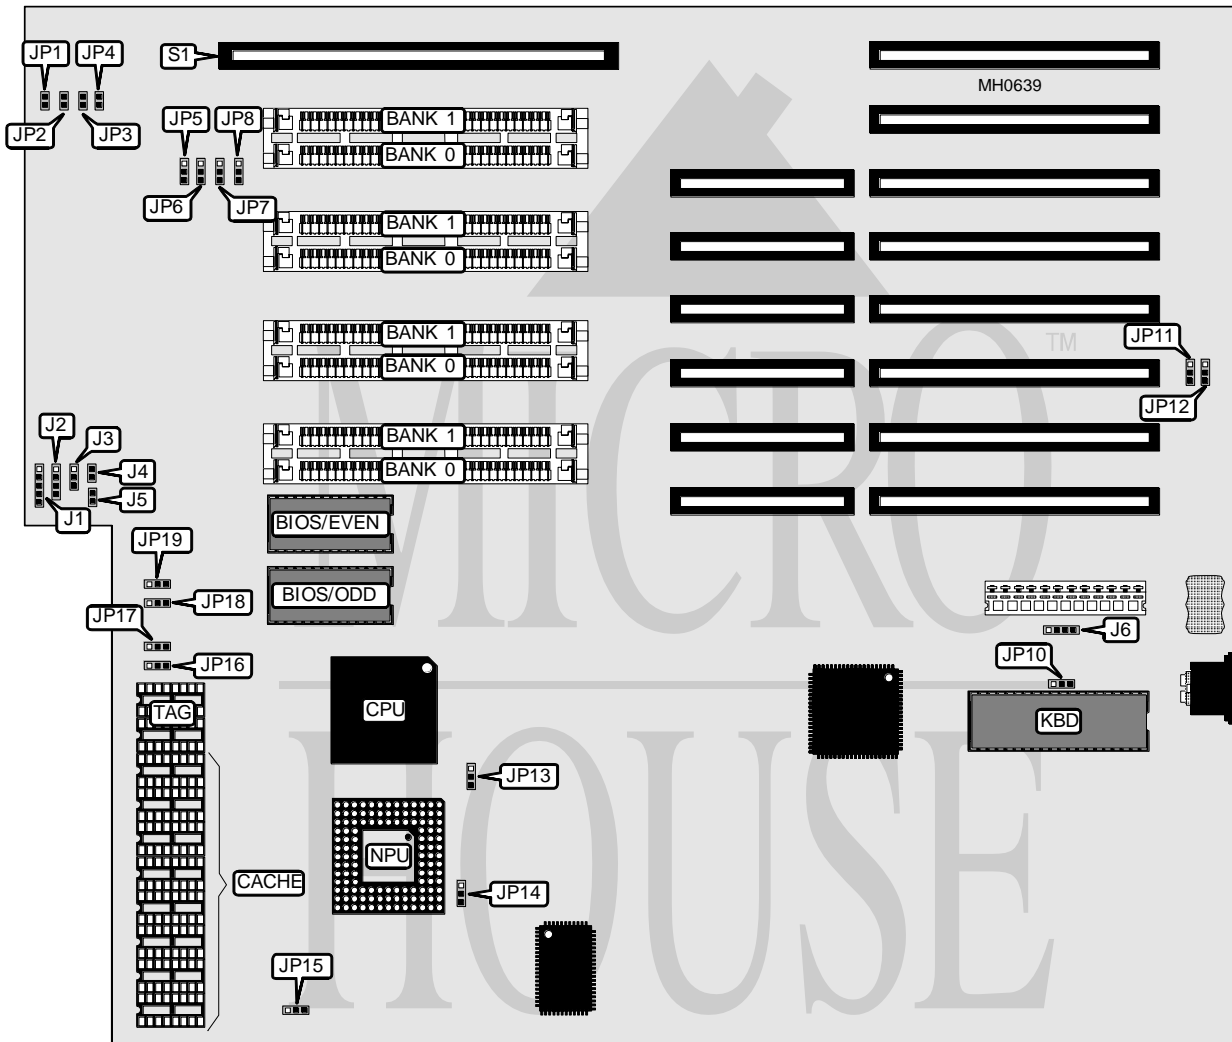 JP1 JP4 S1
MH0639
JP2 JP3 JP5 JP8 BANK 1
BANK 0
JP6 JP7
BANK 1
BANK 0
BANK 1
BANK 0
TM
JP11
JP12
J2 J3 BANK 1
J4 BANK 0
J5
J1 BIOS/EVEN
JP19
JP18 BIOS/ODD
JP17 J6
JP16 JP10
TAG CPU KBD
JP13
NPU
CACHE JP14
JP15
MICRO
HOUSE